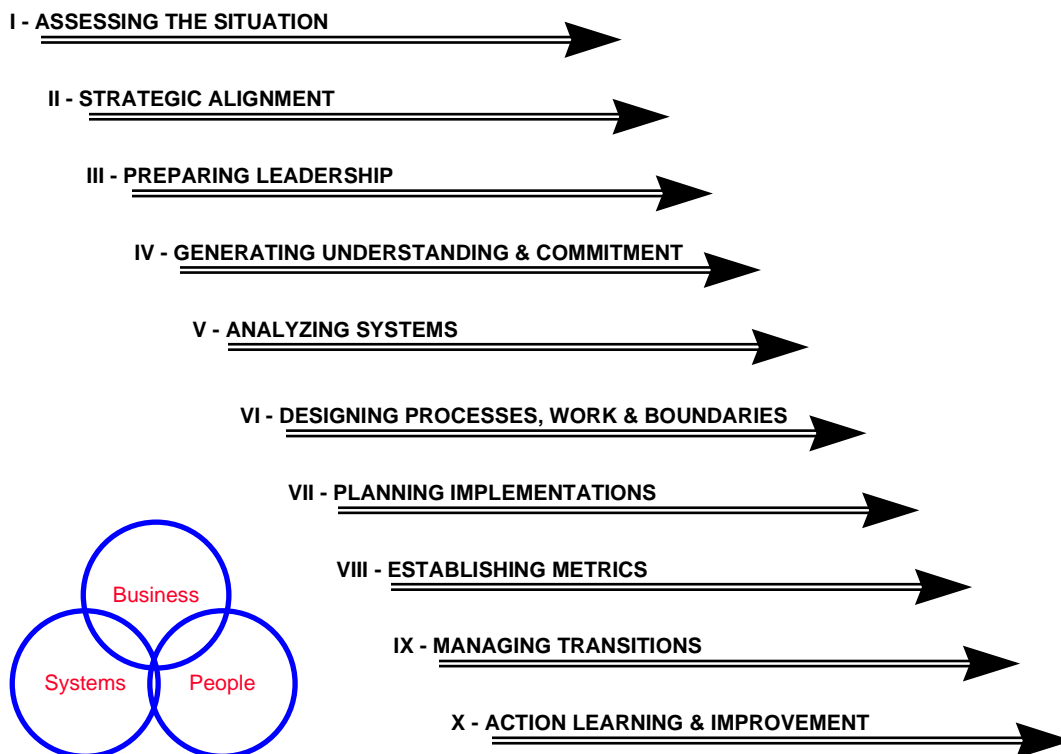 I - ASSESSING THE SITUATION
II - STRATEGIC ALIGNMENT
III - PREPARING LEADERSHIP
IV - GENERATING UNDERSTANDING & COMMITMENT
V - ANALYZING SYSTEMS
VI - DESIGNING PROCESSES, WORK & BOUNDARIES
VII - PLANNING IMPLEMENTATIONS
VIII - ESTABLISHING METRICS
IX - MANAGING TRANSITIONS
X - ACTION LEARNING & IMPROVEMENT
Business
Systems
People